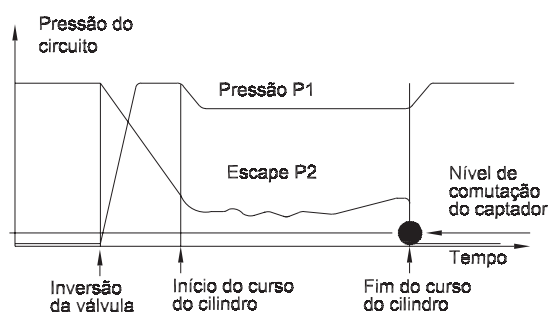 Pressão do
circuito
Pressão P1
Escape P2
Nível de
comutação
do captador
Tempo
Inversão
da válvula
Início do curso
do cilindro
Fim do curso
do cilindro